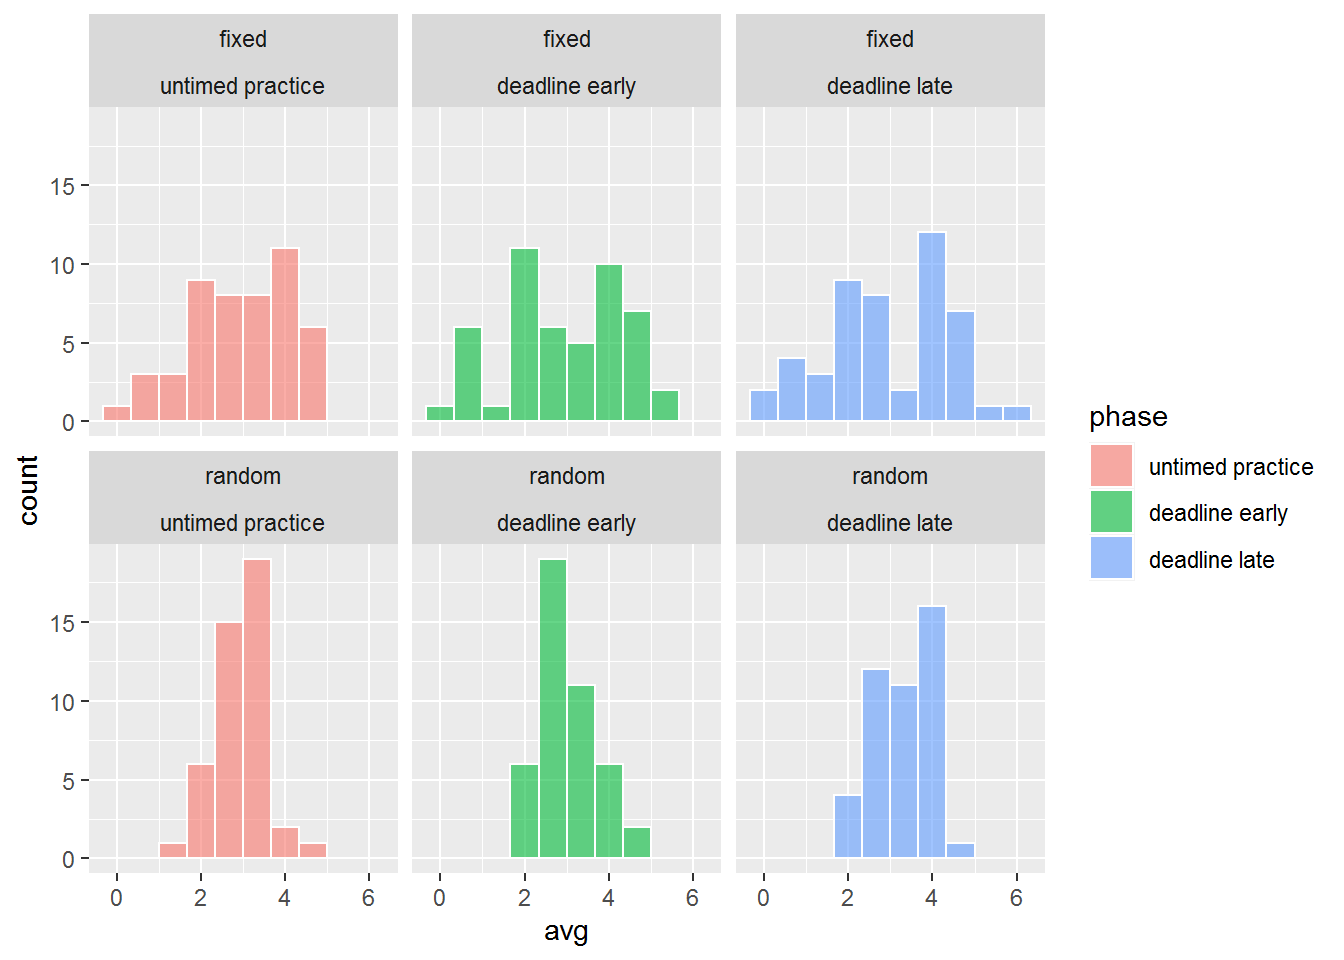 fixed
untimed practice
fixed
deadline early
fixed
deadline late
15
10
5
0
random
untimed practice
random
deadline early
random
deadline late
15
10
5
0
0 2 4 6
0 2 4 6
0 2 4 6
avg
count
phase
untimed practice
deadline early
deadline late